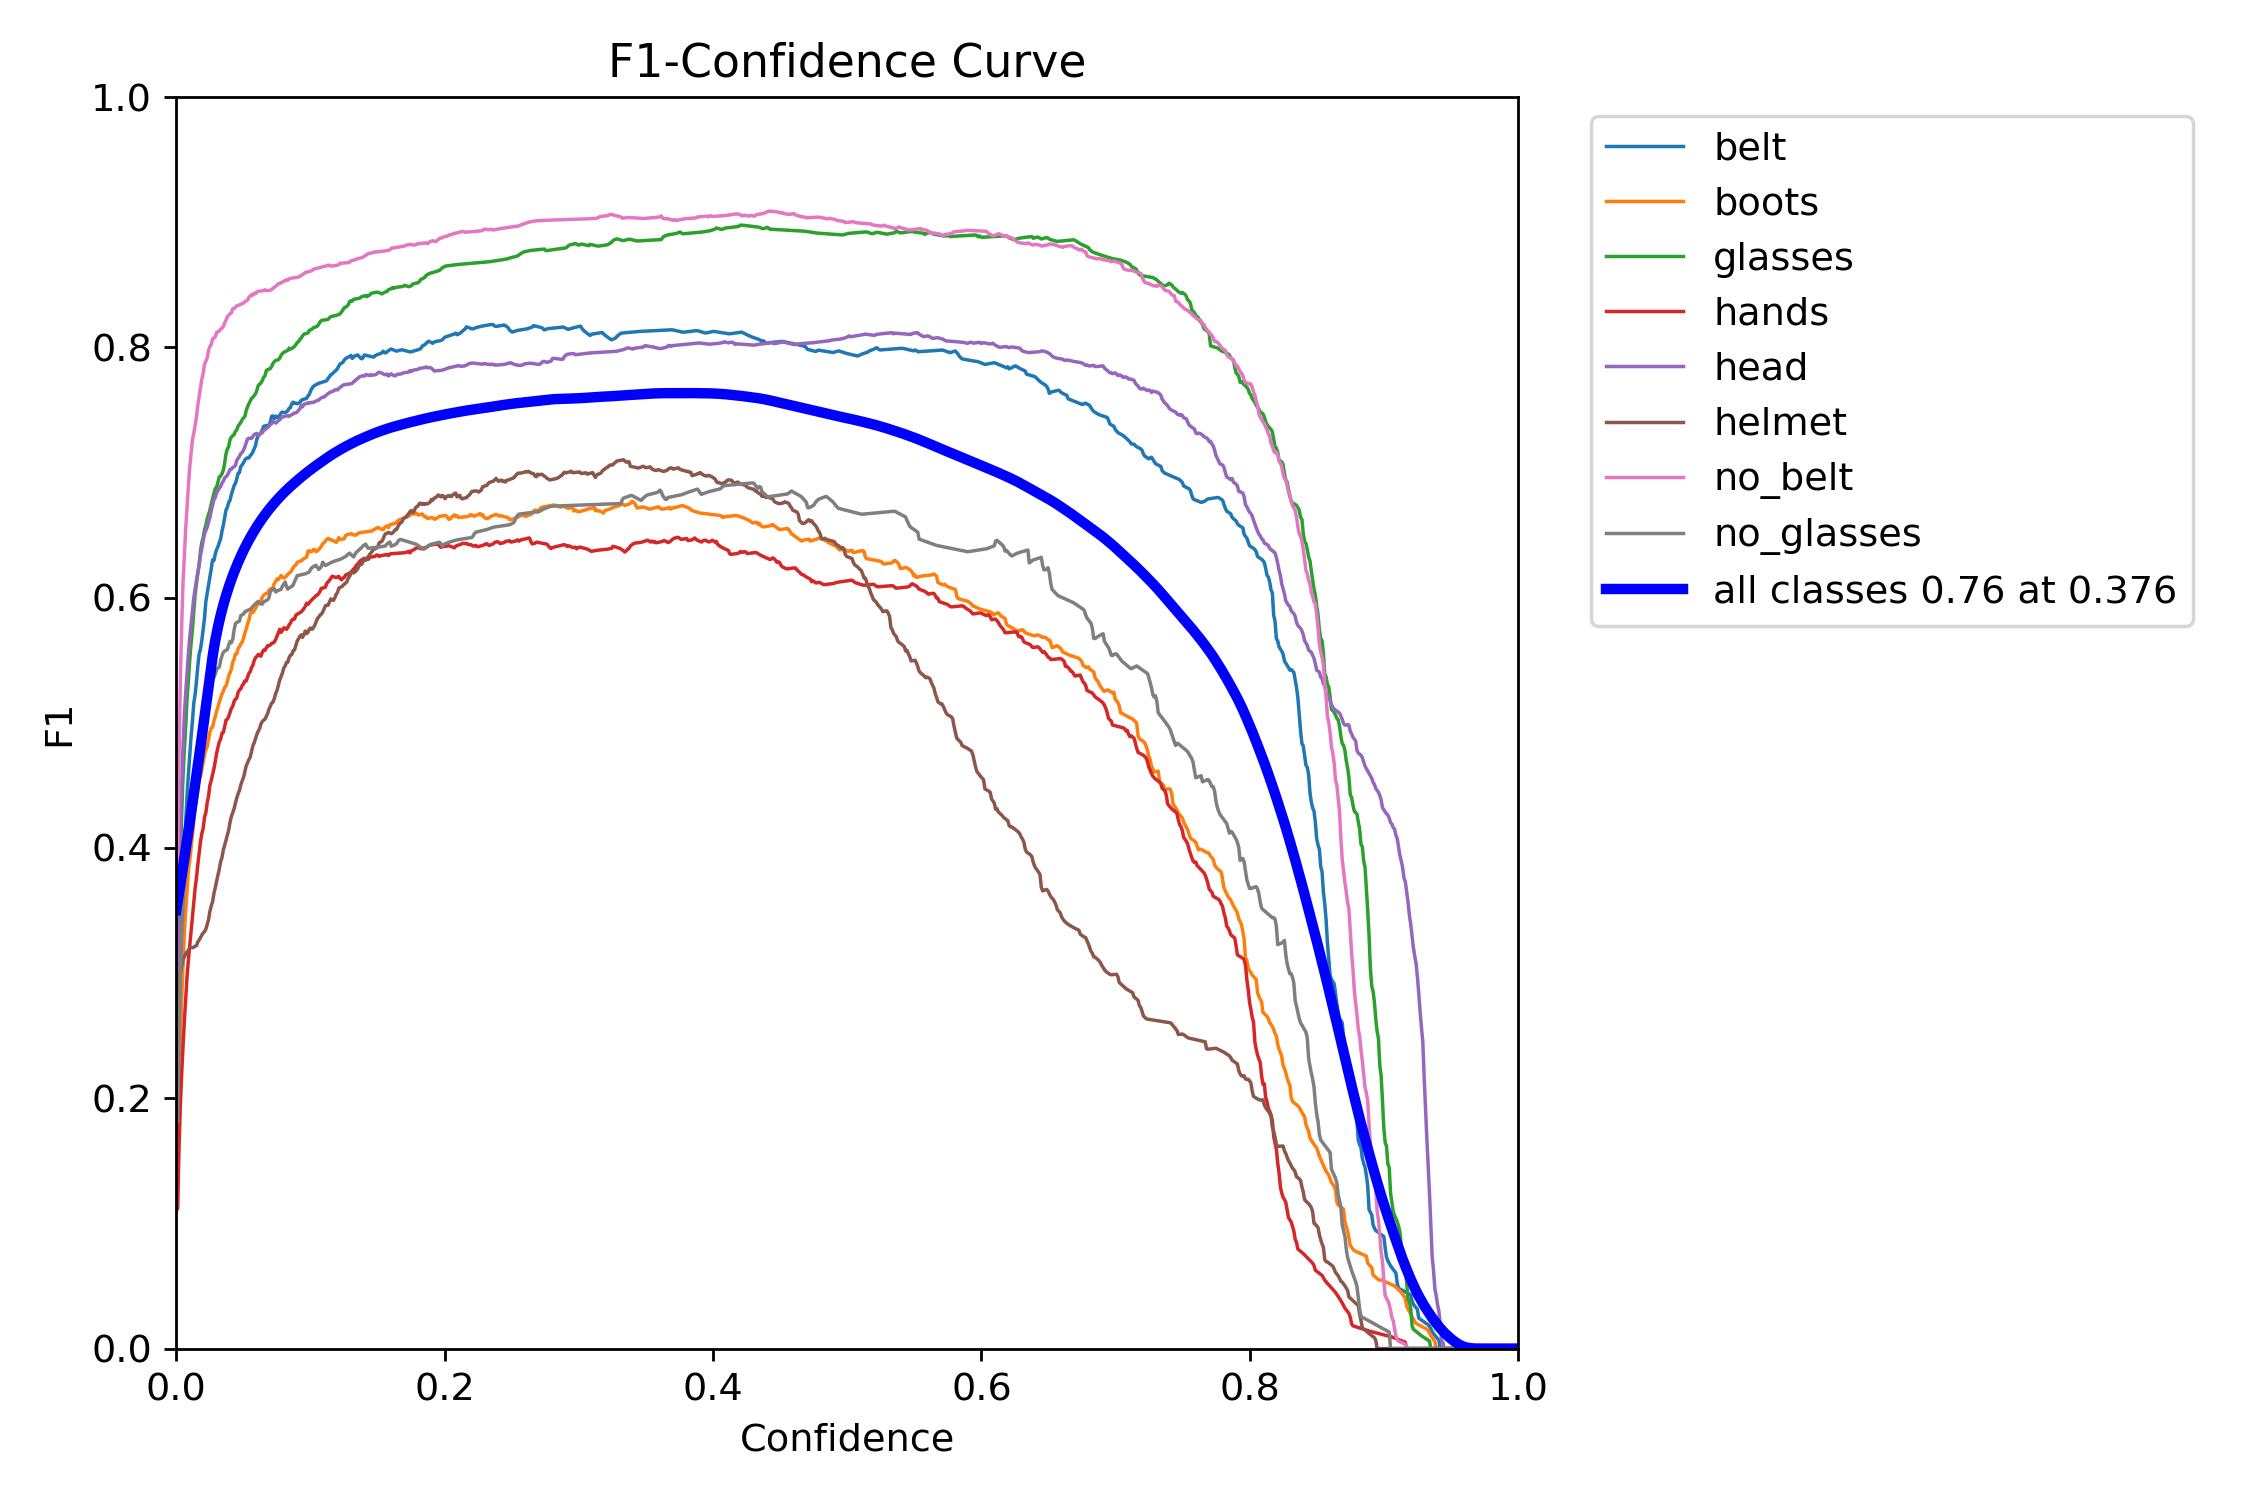 F1-Confidence Curve
1.0
0.8
0.6
0.4
0.2
0.0
F1
0.0 0.2 0.4 0.6 0.8 1.0
Confidence
belt
boots
glasses
hands
head
helmet
no_belt
no_glasses
all classes 0.76 at 0.376